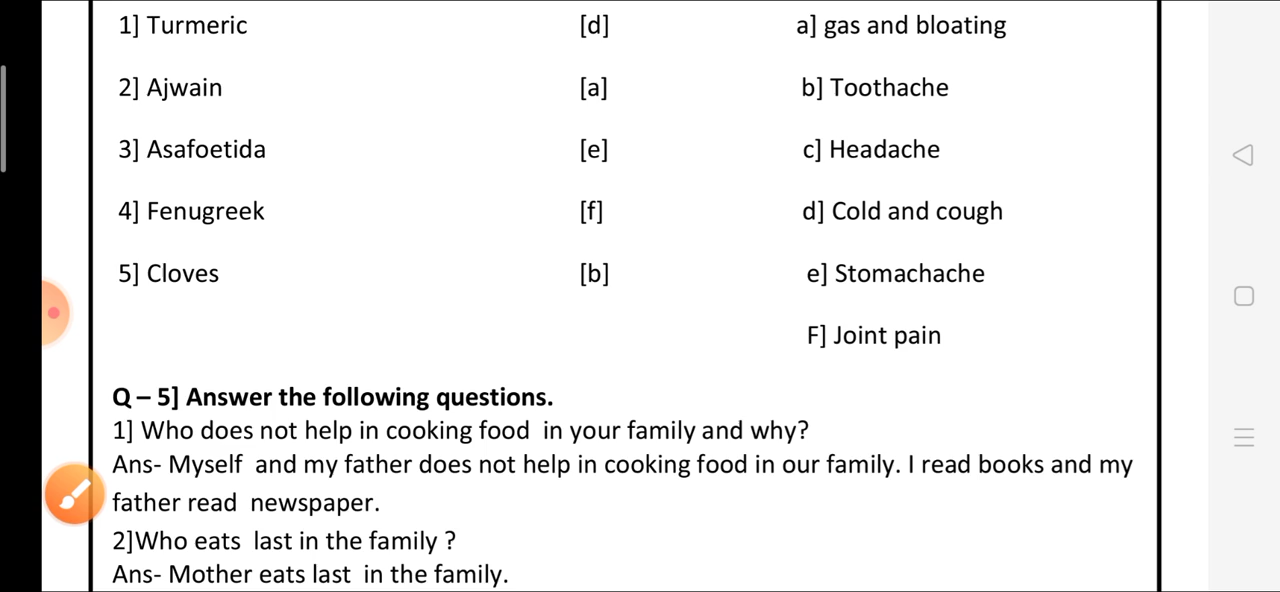 1] Turmeric [d] a] gas and bloating
2] Ajwain [a] b] Toothache
3] Asafoetida [e] c] Headache
4] Fenugreek [f] d] Cold and cough
5] Cloves [b] e] Stomachache
F] Joint pain
Q – 5] Answer the following questions.
1] Who does not help in cooking food in your family and why?
Ans- Myself and my father does not help in cooking food in our family. I read books and my
father read newspaper.
2]Who eats last in the family ?
Ans- Mother eats last in the family.